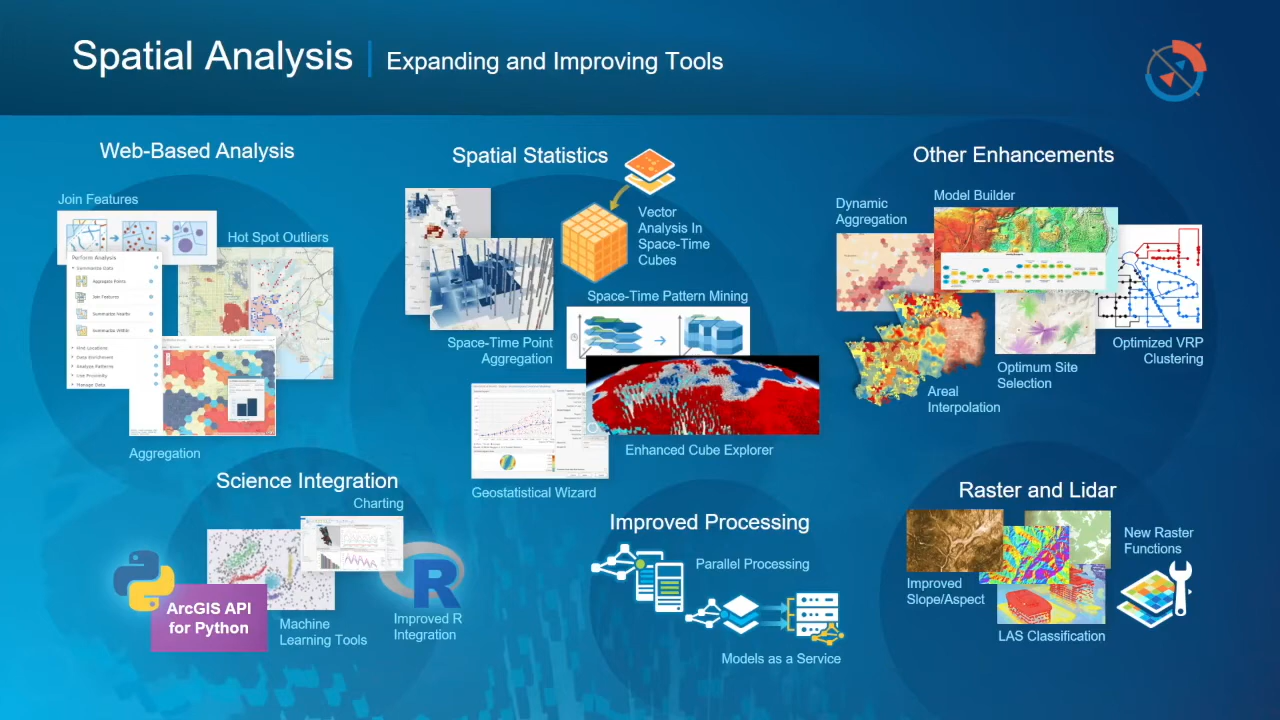 Spatial Analysis | Expanding and Improving Tools
Web-Based Analysis
Join Features
Hot Spot Outliers
Perform Analysis
Summarize Data
Aggregate Points
Join Features
Summarize Nearby
Summarize Within
Find Locations
Data Enrichment
Analyze Patterns
Use Proximity
Manage Data
Aggregation
Spatial Statistics
Vector
Analysis In
Space-Time
Cubes
Space-Time Pattern Mining
Space-Time Point
Aggregation
Enhanced Cube Explorer
Geostatistical Wizard
Other Enhancements
Dynamic
Aggregation
Model Builder
Optimized VRP
Clustering
Optimum Site
Selection
Areal
Interpolation
Science Integration
Charting
ArcGIS API
for Python
Machine
Learning Tools
R
Improved R
Integration
Improved Processing
Parallel Processing
Models as a Service
Raster and Lidar
New Raster
Functions
Improved
Slope/Aspect
LAS Classification